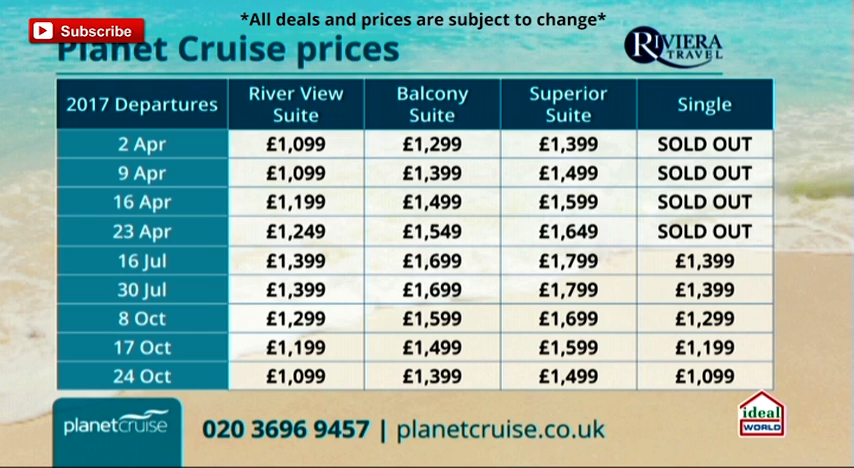 *All deals and prices are subject to change*
Subscribe
Planet Cruise prices
RIVIERA
TRAVEL
2017 Departures River View Suite Balcony Suite Superior Suite Single
2 Apr £1,099 £1,299 £1,399 SOLD OUT
9 Apr £1,099 £1,399 £1,499 SOLD OUT
16 Apr £1,199 £1,499 £1,599 SOLD OUT
23 Apr £1,249 £1,549 £1,649 SOLD OUT
16 Jul £1,399 £1,699 £1,799 £1,399
30 Jul £1,399 £1,699 £1,799 £1,399
8 Oct £1,299 £1,599 £1,699 £1,299
17 Oct £1,199 £1,499 £1,599 £1,199
24 Oct £1,099 £1,399 £1,499 £1,099
planetcruise
020 3696 9457 | planetcruise.co.uk
ideal
WORLD